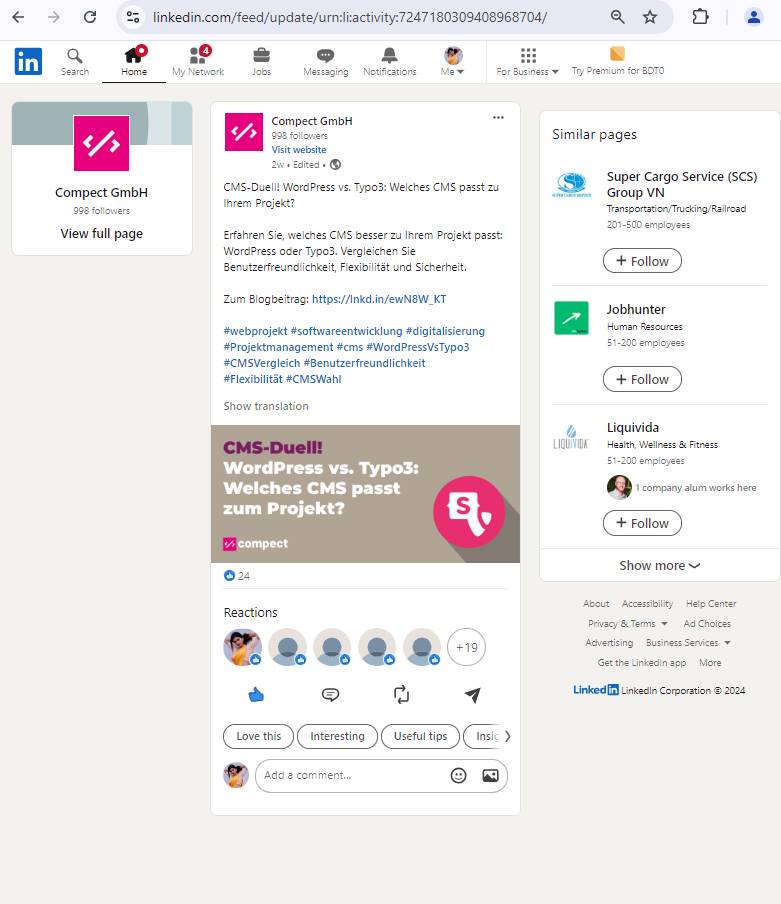 linkedin.com/feed/update/urn:li:activity:7247180309408968704/
in
Search
Home
4
My Network
Jobs
Messaging
Notifications
Me
For Business
Try Premium for BDT0
Compect GmbH
998 followers
View full page
Compect GmbH
998 followers
Visit website
2w • Edited •
CMS-Duell! WordPress vs. Typo3: Welches CMS passt zu
Ihrem Projekt?
Erfahren Sie, welches CMS besser zu Ihrem Projekt passt:
WordPress oder Typo3. Vergleichen Sie
Benutzerfreundlichkeit, Flexibilität und Sicherheit.
Zum Blogbeitrag: https://lnkd.in/ewN8W_KT
#webprojekt #softwareentwicklung #digitalisierung
#Projektmanagement #cms #WordPressVsTypo3
#CMSVergleich #Benutzerfreundlichkeit
#Flexibilität #CMSWahl
Show translation
CMS-Duell!
WordPress vs. Typo3:
Welches CMS passt
zum Projekt?
S
compect
24
Reactions
+19
Love this
Interesting
Useful tips
Insig
Add a comment...
Similar pages
SUPER CARGO SERVICE
Super Cargo Service (SCS)
Group VN
Transportation/Trucking/Railroad
201-500 employees
+ Follow
Jobhunter
Human Resources
51-200 employees
+ Follow
LIQUIVIDA
Liquivida
Health, Wellness & Fitness
51-200 employees
1 company alum works here
+ Follow
Show more
About Accessibility Help Center
Privacy & Terms Ad Choices
Advertising Business Services
Get the LinkedIn app More
LinkedIn LinkedIn Corporation © 2024